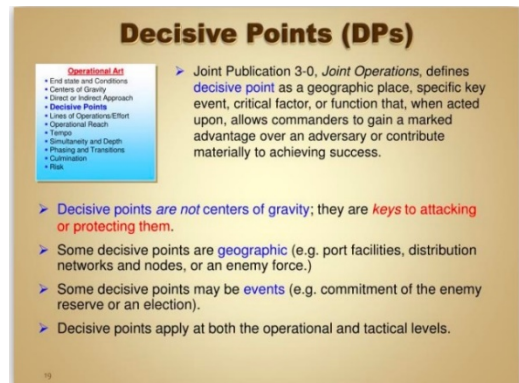 Decisive Points (DPs)
Operational Art
• End state and Conditions
• Centers of Gravity
• Direct or Indirect Approach
• Decisive Points
• Lines of Operations/Effort
• Operational Reach
• Tempo
• Simultaneity and Depth
• Phasing and Transitions
• Culmination
• Risk
➢ Joint Publication 3-0, Joint Operations, defines
decisive point as a geographic place, specific key
event, critical factor, or function that, when acted
upon, allows commanders to gain a marked
advantage over an adversary or contribute
materially to achieving success.
➢ Decisive points are not centers of gravity; they are keys to attacking
or protecting them.
➢ Some decisive points are geographic (e.g. port facilities, distribution
networks and nodes, or an enemy force.)
➢ Some decisive points may be events (e.g. commitment of the enemy
reserve or an election).
➢ Decisive points apply at both the operational and tactical levels.
19